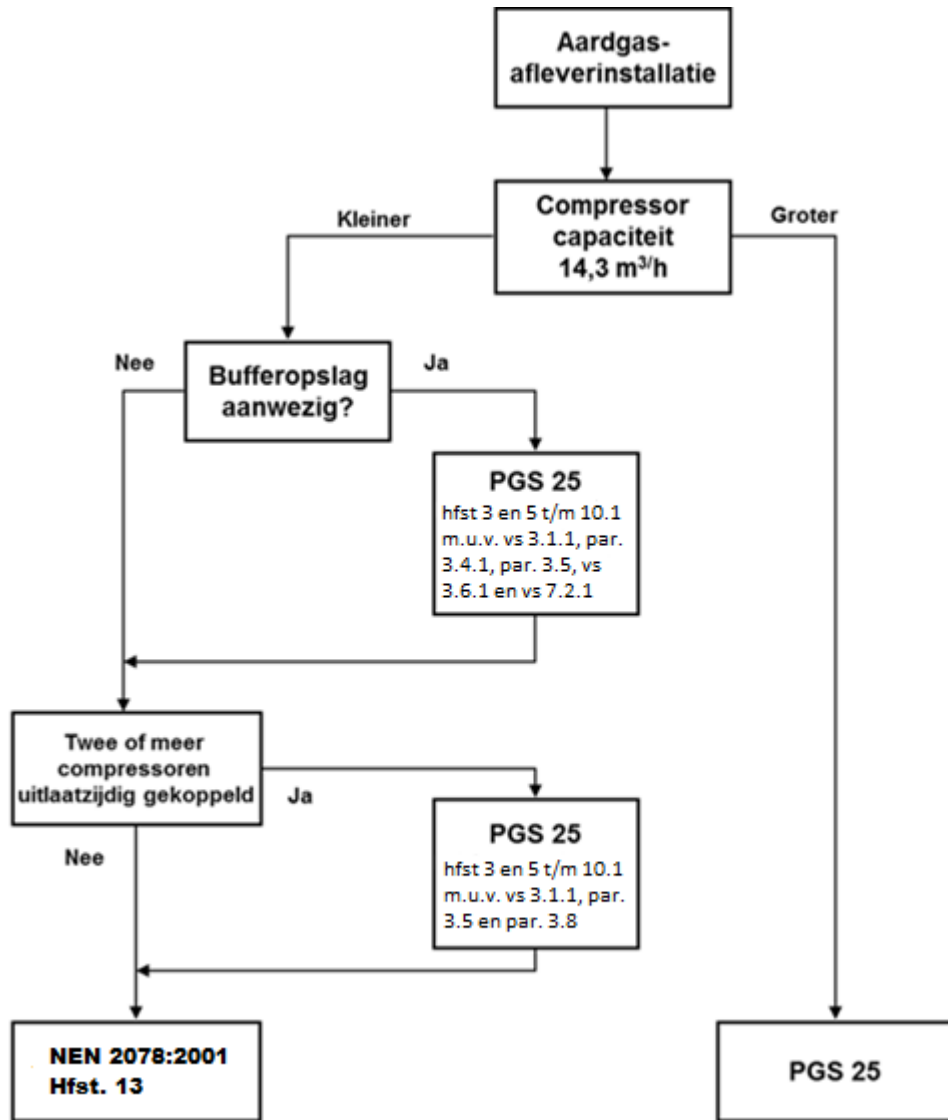 Aardgas-
afleverinstallatie
Compressor
capaciteit
14,3 m³/h
Kleiner
Groter
Bufferopslag
aanwezig?
Nee
Ja
PGS 25
hfst 3 en 5 t/m 10.1
m.u.v. vs 3.1.1, par.
3.4.1, par. 3.5, vs
3.6.1 en vs 7.2.1
Twee of meer
compressoren
uitlaatzijdig gekoppeld
Ja
Nee
PGS 25
hfst 3 en 5 t/m 10.1
m.u.v. vs 3.1.1, par.
3.5 en par. 3.8
NEN 2078:2001
Hfst. 13
PGS 25